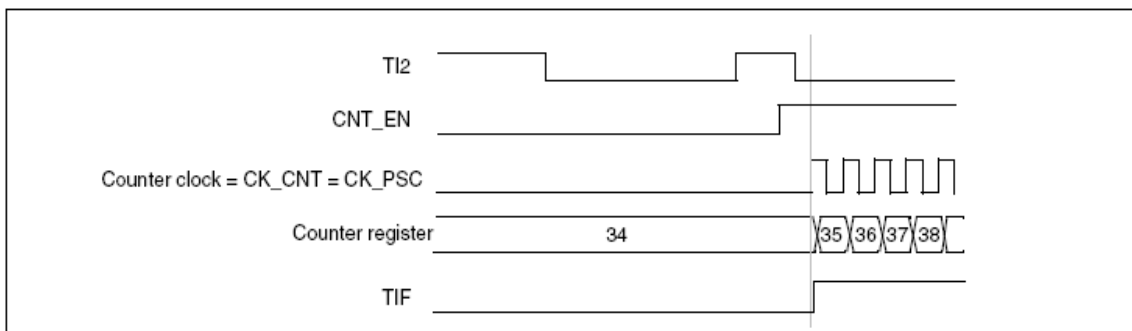 TI2
CNT_EN
Counter clock = CK_CNT = CK_PSC
Counter register 34 35 36 37 38
TIF